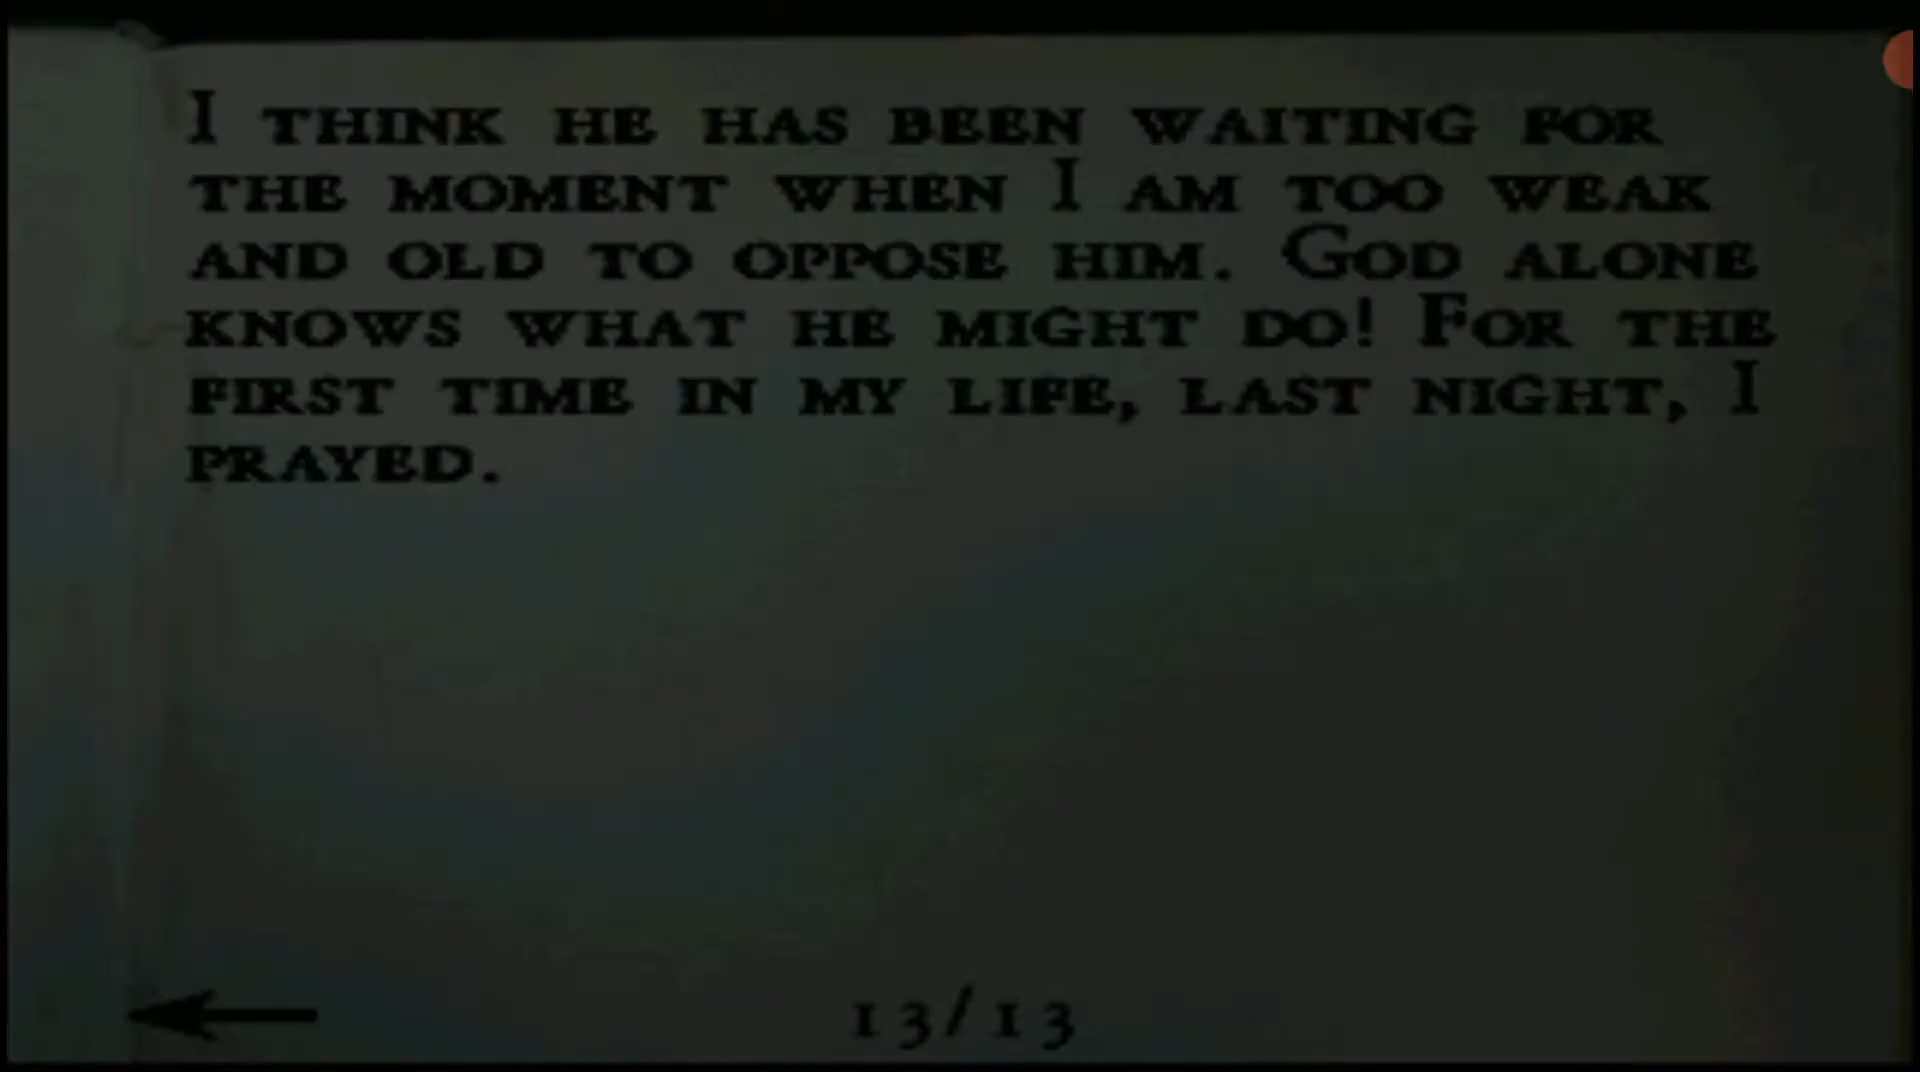 I THINK HE HAS BEEN WAITING FOR
THE MOMENT WHEN I AM TOO WEAK
AND OLD TO OPPOSE HIM. GOD ALONE
KNOWS WHAT HE MIGHT DO! FOR THE
FIRST TIME IN MY LIFE, LAST NIGHT, I
PRAYED.
13/13